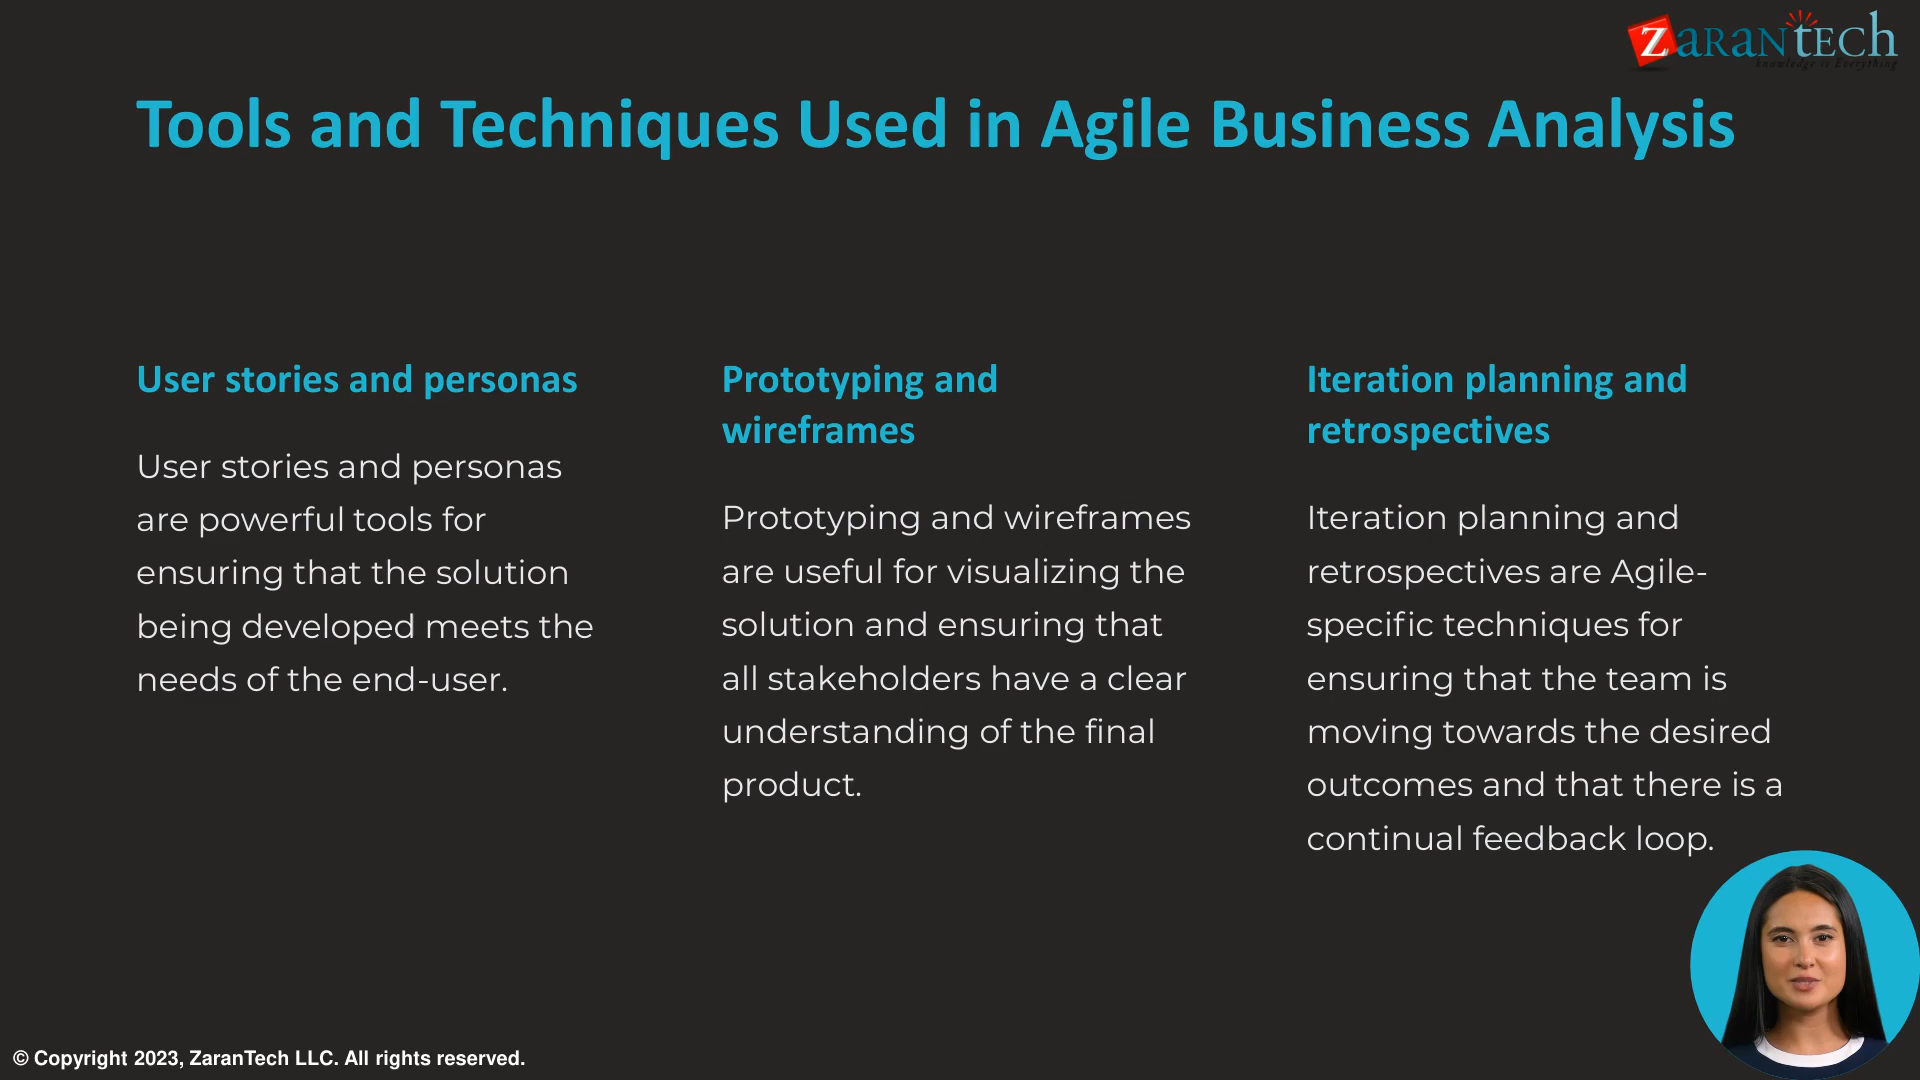 ZaranTech
knowledge is Everything
Tools and Techniques Used in Agile Business Analysis
User stories and personas
User stories and personas
are powerful tools for
ensuring that the solution
being developed meets the
needs of the end-user.
Prototyping and
wireframes
Prototyping and wireframes
are useful for visualizing the
solution and ensuring that
all stakeholders have a clear
understanding of the final
product.
Iteration planning and
retrospectives
Iteration planning and
retrospectives are Agile-
specific techniques for
ensuring that the team is
moving towards the desired
outcomes and that there is a
continual feedback loop.
© Copyright 2023, ZaranTech LLC. All rights reserved.